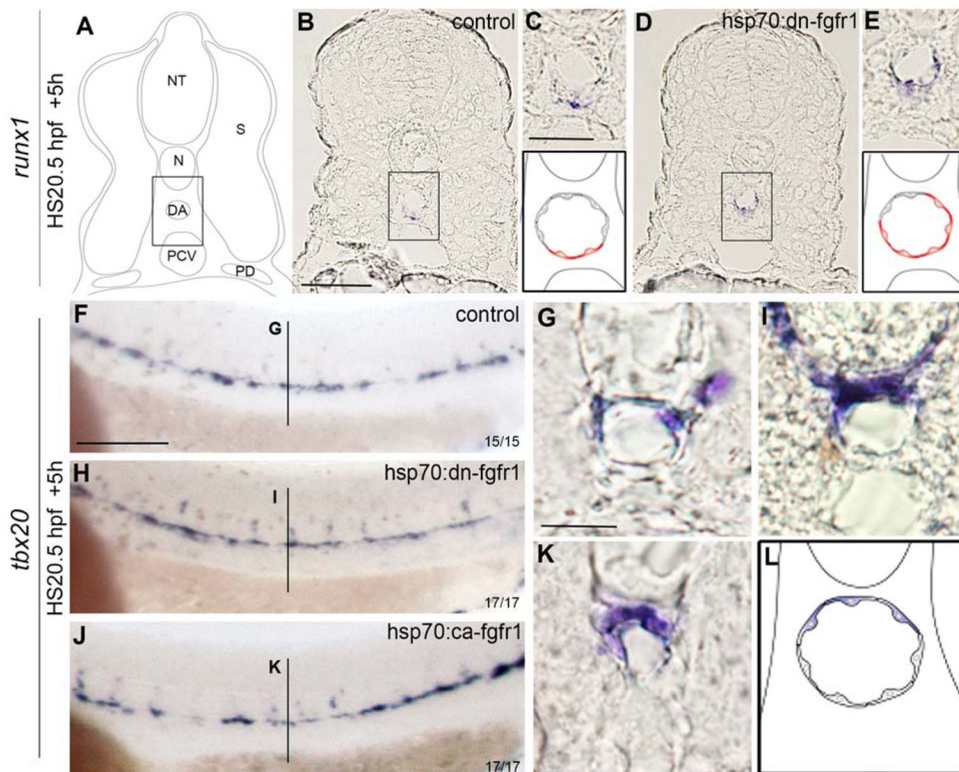 runx1
HS20.5 hpf +5h
A
NT
S
N
DA
PCV
PD
B
control
C
D
hsp70:dn-fgfr1
E
tbx20
HS20.5 hpf +5h
F
control
G
15/15
H
hsp70:dn-fgfr1
I
17/17
J
hsp70:ca-fgfr1
K
17/17
G
I
K
L